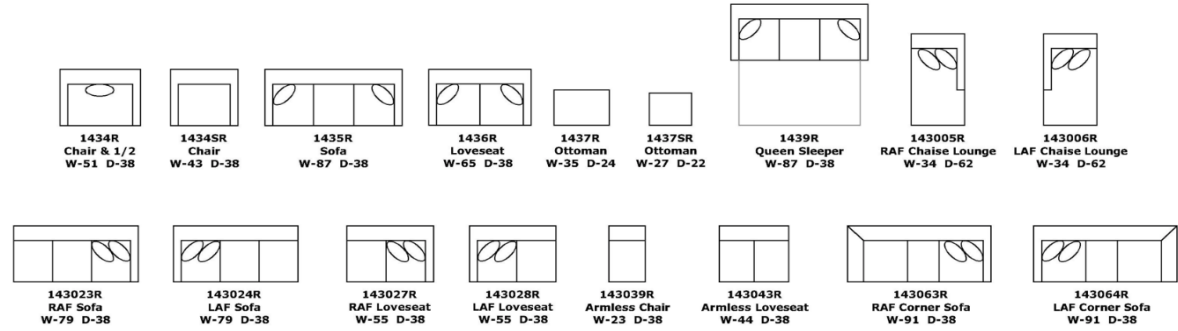 1434R
Chair & 1/2
W-51 D-38
1434SR
Chair
W-43 D-38
1435R
Sofa
W-87 D-38
1436R
Loveseat
W-65 D-38
1437R
Ottoman
W-35 D-24
1437SR
Ottoman
W-27 D-22
1439R
Queen Sleeper
W-87 D-38
143005R
RAF Chaise Lounge
W-34 D-62
143006R
LAF Chaise Lounge
W-34 D-62
143023R
RAF Sofa
W-79 D-38
143024R
LAF Sofa
W-79 D-38
143027R
RAF Loveseat
W-55 D-38
143028R
LAF Loveseat
W-55 D-38
143039R
Armless Chair
W-23 D-38
143043R
Armless Loveseat
W-44 D-38
143063R
RAF Corner Sofa
W-91 D-38
143064R
LAF Corner Sofa
W-91 D-38